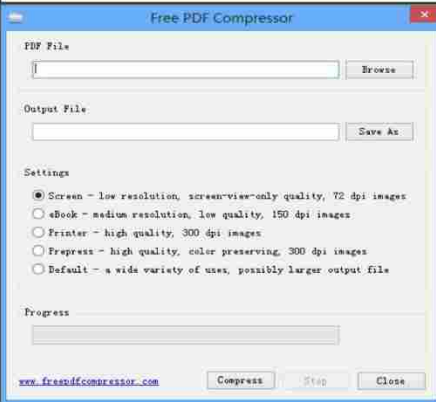 Free PDF Compressor
PDF File
Browse
Output File
Save As
Settings
Screen - low resolution, screen-view-only quality, 72 dpi images
eBook - medium resolution, low quality, 150 dpi images
Printer - high quality, 300 dpi images
Prepress - high quality, color preserving, 300 dpi images
Default - a wide variety of uses, possibly larger output file
Progress
www.freepdfcompressor.com
Compress
Stop
Close